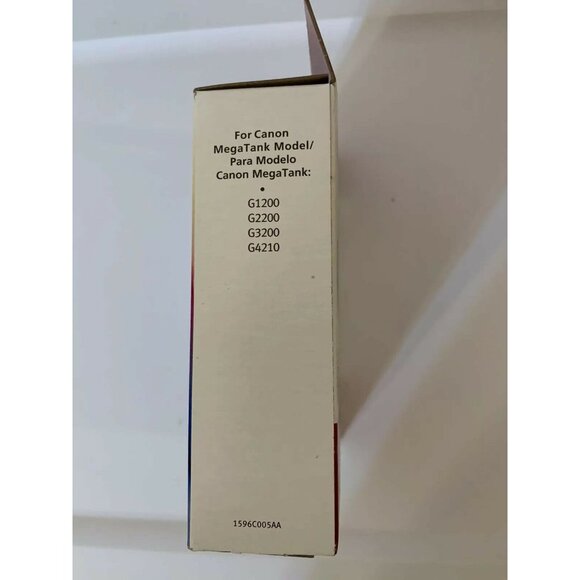 For Canon
MegaTank Model/
Para Modelo
Canon MegaTank:
•
G1200
G2200
G3200
G4210
1596C005AA